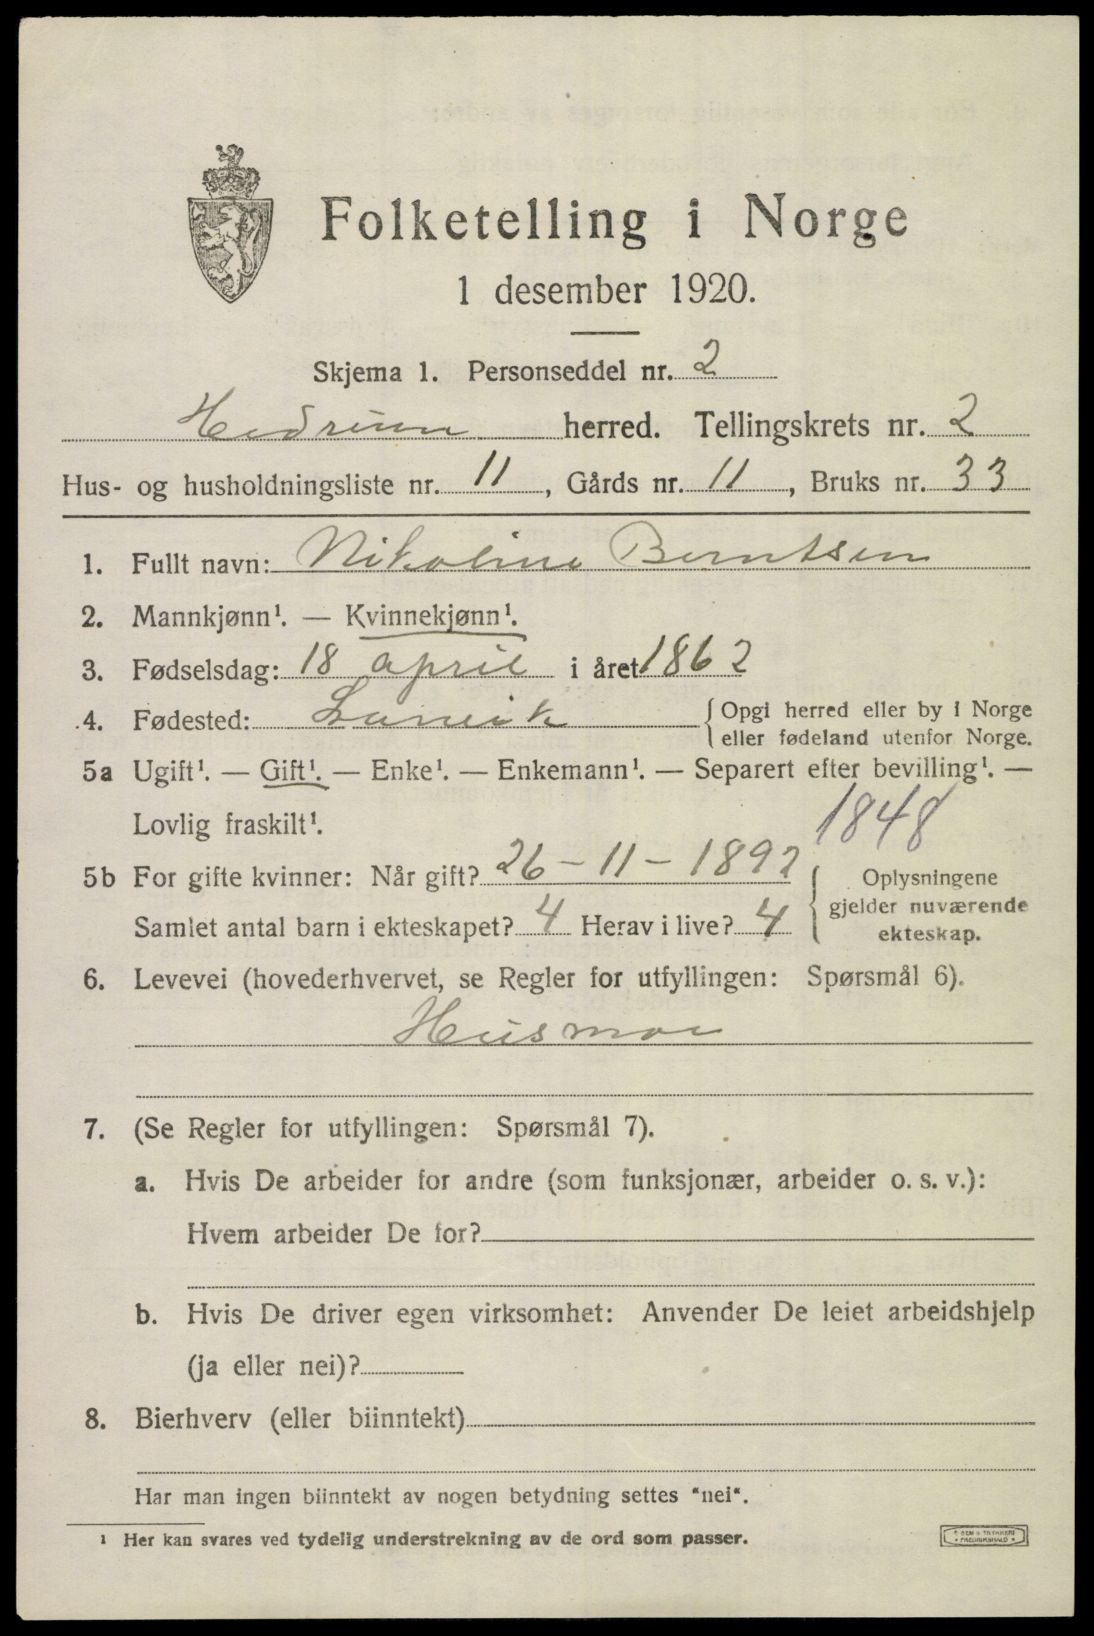 Folketelling i Norge
1 desember 1920.
Skjema 1. Personseddel nr. 2
Hedrum herred. Tellingskrets nr. 2
Hus- og husholdningsliste nr. 11, Gårds nr. 11, Bruks nr. 33
1. Fullt navn: Nikoline Berntsen
2. Mannkjønn¹. — Kvinnekjønn¹.
3. Fødselsdag: 18 april i året 1862
4. Fødested: Larvik { Opgi herred eller by i Norge
eller fødeland utenfor Norge.
5a Ugift¹. — Gift¹. — Enke¹. — Enkemann¹. — Separert efter bevilling¹. —
Lovlig fraskilt¹. 1848
5b For gifte kvinner: Når gift? 26-11-1892 { Oplysningene
gjelder nuværende
Samlet antal barn i ekteskapet? 4 Herav i live? 4 ekteskap.
6. Levevei (hovederhvervet, se Regler for utfyllingen: Spørsmål 6).
Husmor
7. (Se Regler for utfyllingen: Spørsmål 7).
a. Hvis De arbeider for andre (som funksjonær, arbeider o. s. v.):
Hvem arbeider De for?
b. Hvis De driver egen virksomhet: Anvender De leiet arbeidshjelp
(ja eller nei)?
8. Bierhverv (eller biinntekt)
Har man ingen biinntekt av nogen betydning settes "nei".
¹ Her kan svares ved tydelig understrekning av de ord som passer.